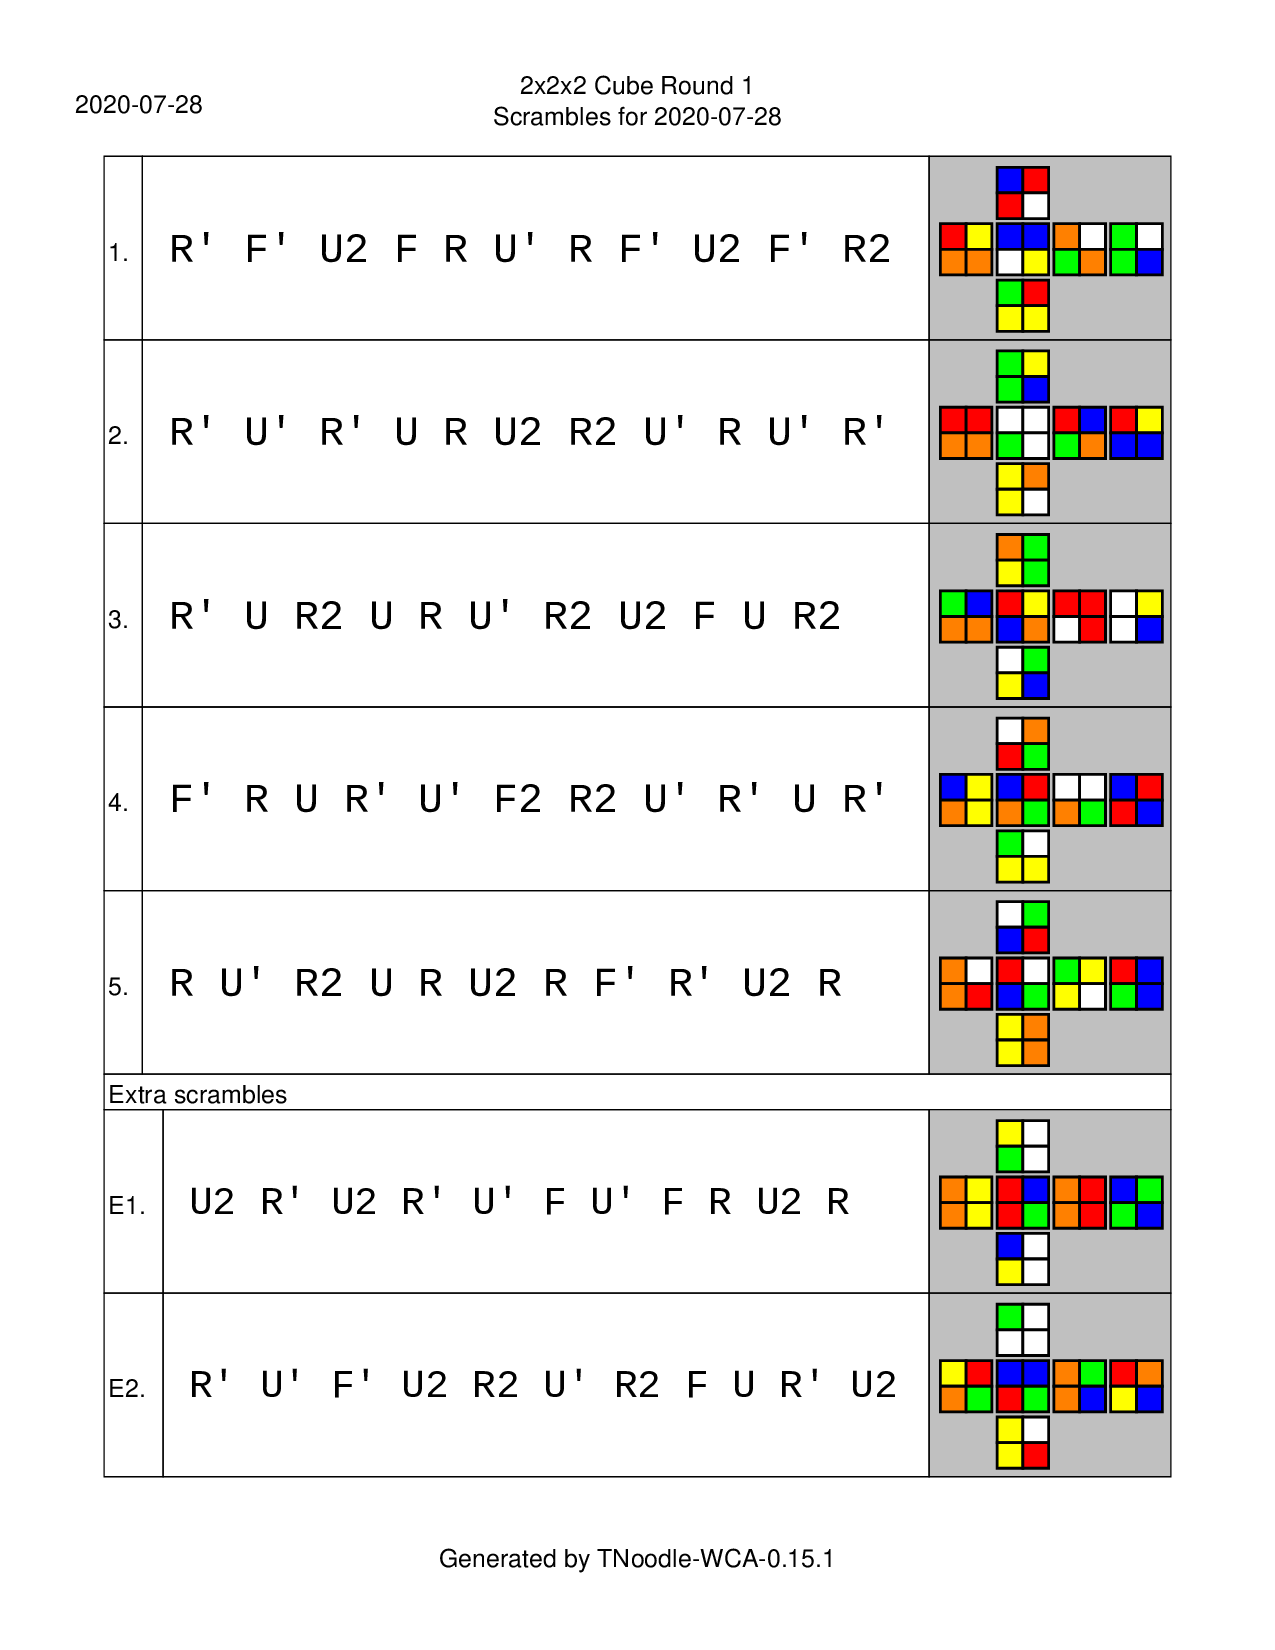 2020-07-28
2x2x2 Cube Round 1
Scrambles for 2020-07-28
1. R' F' U2 F R U' R F' U2 F' R2
2. R' U' R' U R U2 R2 U' R U' R'
3. R' U R2 U R U' R2 U2 F U R2
4. F' R U R' U' F2 R2 U' R' U R'
5. R U' R2 U R U2 R F' R' U2 R
Extra scrambles
E1. U2 R' U2 R' U' F U' F R U2 R
E2. R' U' F' U2 R2 U' R2 F U R' U2
Generated by TNoodle-WCA-0.15.1